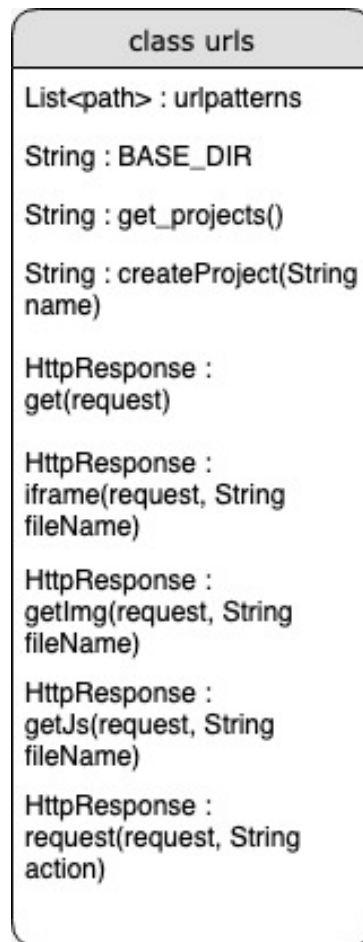 class urls
List<path> : urlpatterns
String : BASE_DIR
String : get_projects()
String : createProject(String
name)
HttpResponse :
get(request)
HttpResponse :
iframe(request, String
fileName)
HttpResponse :
getImg(request, String
fileName)
HttpResponse :
getJs(request, String
fileName)
HttpResponse :
request(request, String
action)